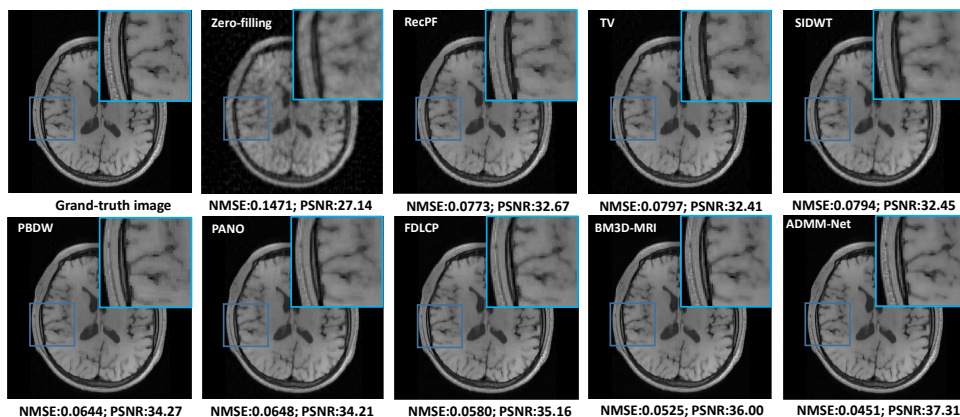 Zero-filling
RecPF
TV
SIDWT
Grand-truth image
NMSE:0.1471; PSNR:27.14
NMSE:0.0773; PSNR:32.67
NMSE:0.0797; PSNR:32.41
NMSE:0.0794; PSNR:32.45
PBDW
PANO
FDLCP
BM3D-MRI
ADMM-Net
NMSE:0.0644; PSNR:34.27
NMSE:0.0648; PSNR:34.21
NMSE:0.0580; PSNR:35.16
NMSE:0.0525; PSNR:36.00
NMSE:0.0451; PSNR:37.31